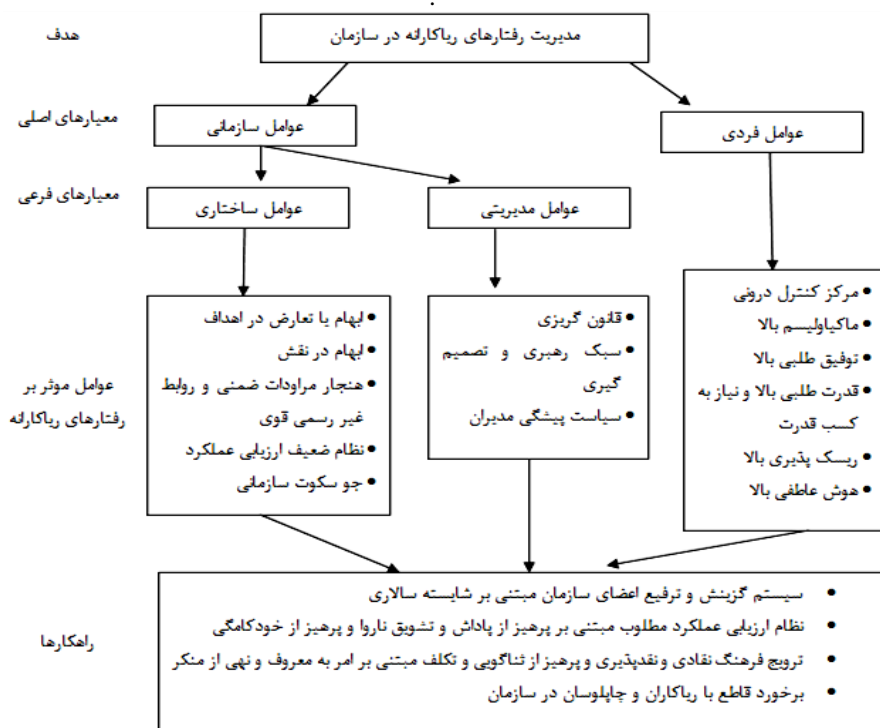 هدف
مدیریت رفتارهای ریاکارانه در سازمان
معیارهای اصلی
عوامل سازمانی
عوامل فردی
معیارهای فرعی
عوامل ساختاری
عوامل مدیریتی
عوامل موثر بر
رفتارهای ریاکارانه
• مرکز کنترل درونی
• ماکیاولیسم بالا
• توفیق طلبی بالا
• قدرت طلبی بالا و نیاز به
کسب قدرت
• ریسک پذیری بالا
• هوش عاطفی بالا
• قانون گریزی
• سبک رهبری و تصمیم
گیری
• سیاست پیشگی مدیران
• ابهام یا تعارض در اهداف
• ابهام در نقش
• هنجار مراودات ضمنی و روابط
غیر رسمی قوی
• نظام ضعیف ارزیابی عملکرد
• جو سکوت سازمانی
راهکارها
• سیستم گزینش و ترفیع اعضای سازمان مبتنی بر شایسته سالاری
• نظام ارزیابی عملکرد مطلوب مبتنی بر پرهیز از پاداش و تشویق ناروا و پرهیز از خودکامگی
• ترویج فرهنگ نقادی و نقدپذیری و پرهیز از ثناگویی و تکلف مبتنی بر امر به معروف و نهی از منکر
• برخورد قاطع با ریاکاران و چاپلوسان در سازمان